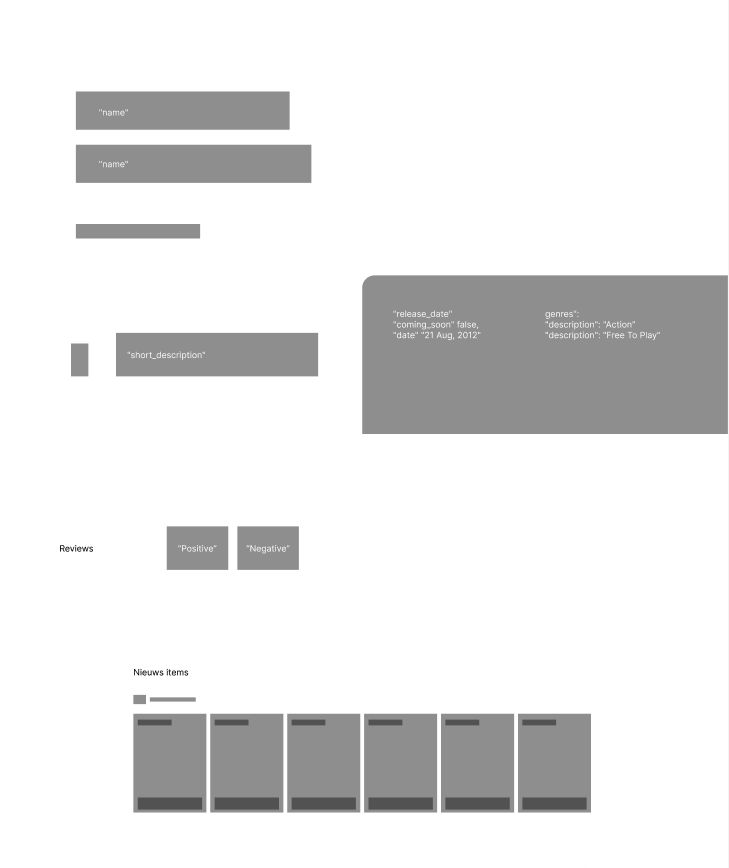 "name"
"name"
"release_date"
"coming_soon" false,
"date" "21 Aug, 2012"
genres":
"description": "Action"
"description": "Free To Play"
"short_description"
Reviews
"Positive"
"Negative"
Nieuws items